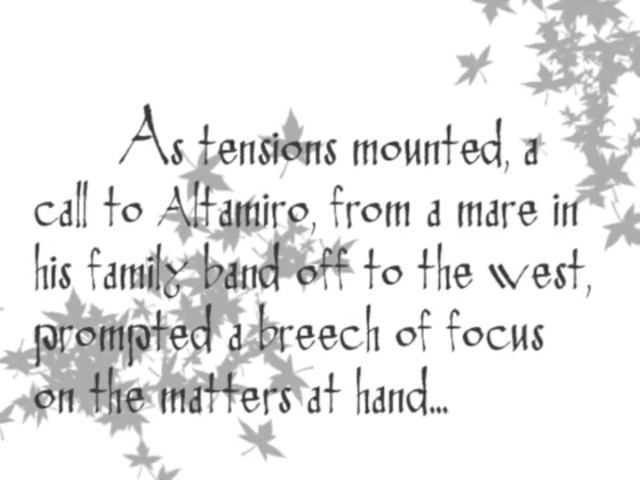 As tensions mounted, a
call to Altamiro, from a mare in
his family band off to the west,
prompted a breech of focus
on the matters at hand...